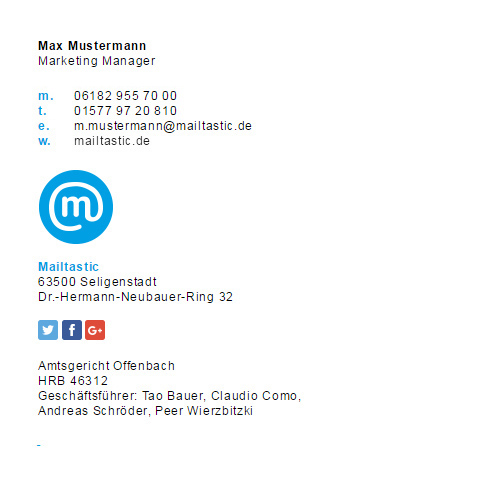 Max Mustermann
Marketing Manager
m. 06182 955 70 00
t. 01577 97 20 810
e. m.mustermann@mailtastic.de
w. mailtastic.de
m
Mailtastic
63500 Seligenstadt
Dr.-Hermann-Neubauer-Ring 32
f G+
Amtsgericht Offenbach
HRB 46312
Geschäftsführer: Tao Bauer, Claudio Como,
Andreas Schröder, Peer Wierzbitzki
-